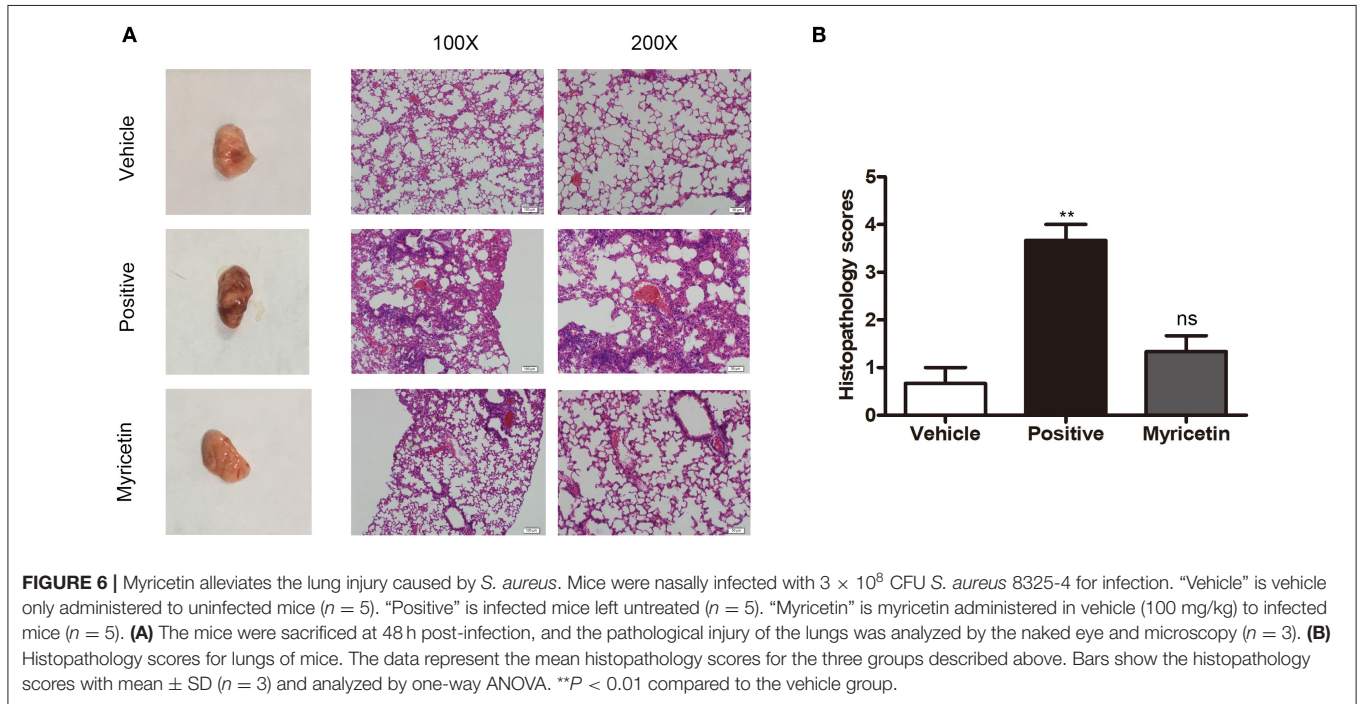 A
B
100X
200X
Vehicle
Positive
Myricetin
Histopathology scores
5
4
3
2
1
0
**
ns
Vehicle
Positive
Myricetin
FIGURE 6 | Myricetin alleviates the lung injury caused by S. aureus. Mice were nasally infected with 3 × 10⁸ CFU S. aureus 8325-4 for infection. “Vehicle” is vehicle
only administered to uninfected mice (n = 5). “Positive” is infected mice left untreated (n = 5). “Myricetin” is myricetin administered in vehicle (100 mg/kg) to infected
mice (n = 5). (A) The mice were sacrificed at 48 h post-infection, and the pathological injury of the lungs was analyzed by the naked eye and microscopy (n = 3). (B)
Histopathology scores for lungs of mice. The data represent the mean histopathology scores for the three groups described above. Bars show the histopathology
scores with mean ± SD (n = 3) and analyzed by one-way ANOVA. **P < 0.01 compared to the vehicle group.